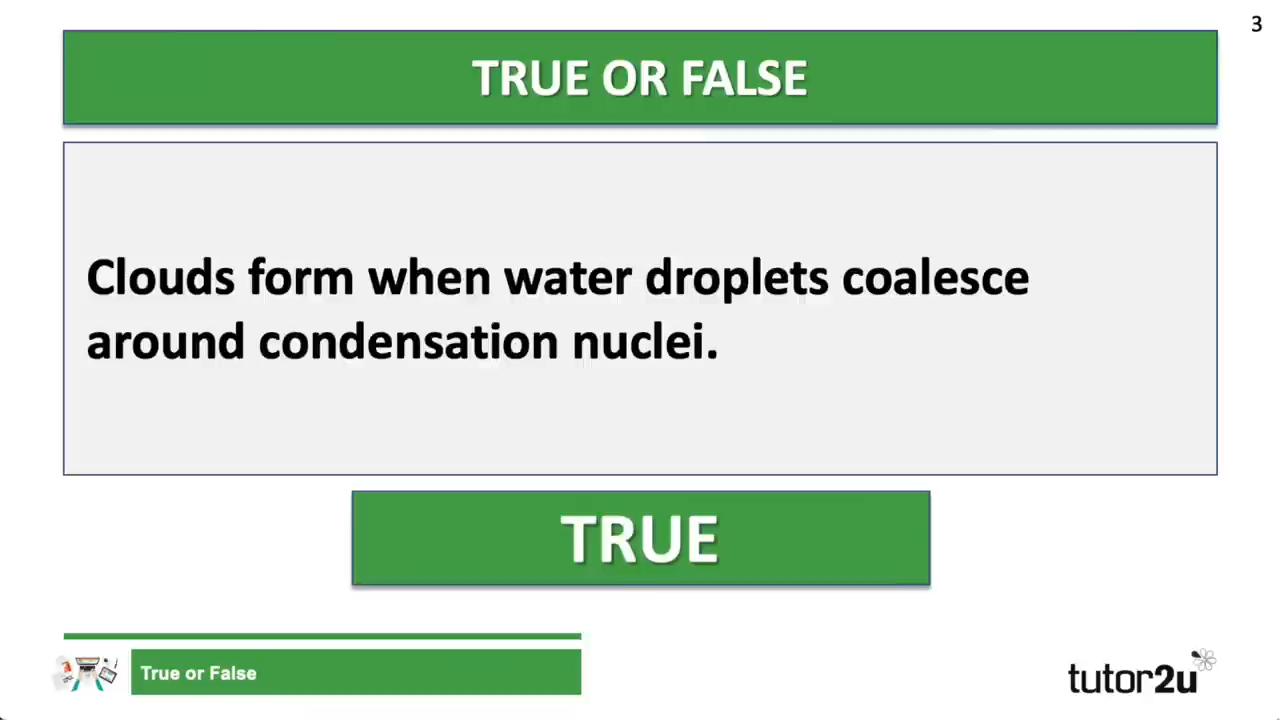 3
TRUE OR FALSE
Clouds form when water droplets coalesce
around condensation nuclei.
TRUE
True or False
tutor2u